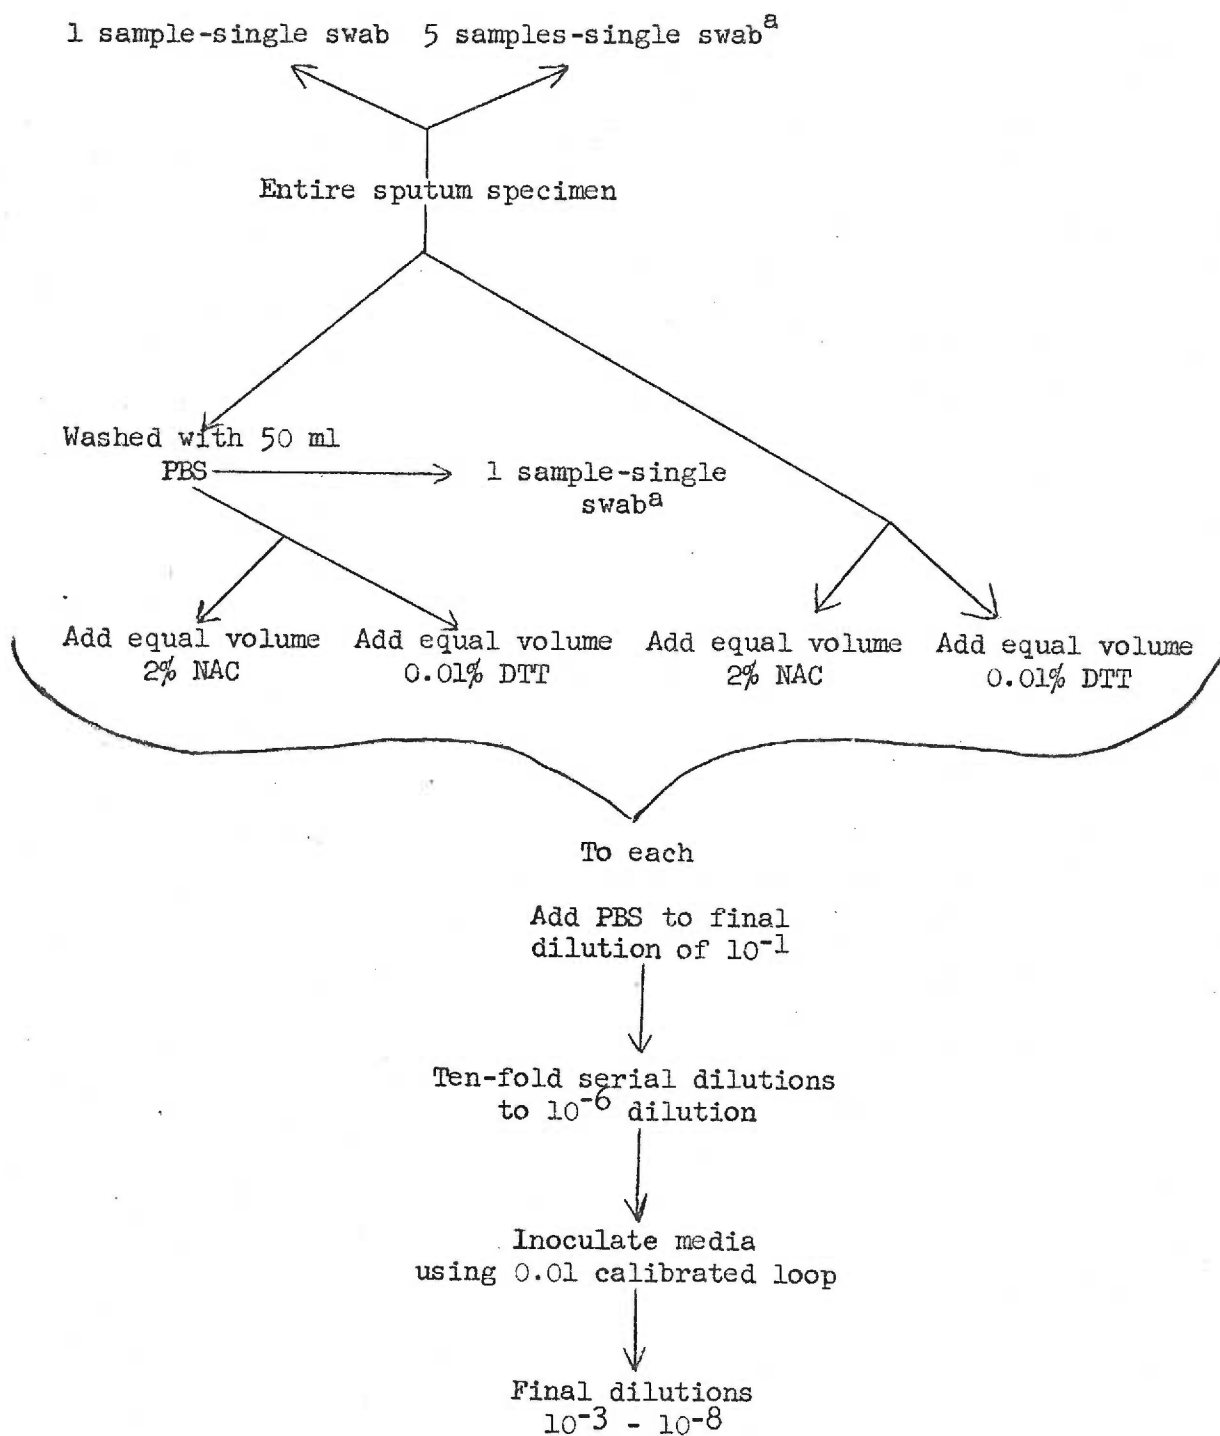 1 sample-single swab 5 samples-single swabᵃ
Entire sputum specimen
Washed with 50 ml
PBS
1 sample-single
swabᵃ
Add equal volume
2% NAC
Add equal volume
0.01% DTT
Add equal volume
2% NAC
Add equal volume
0.01% DTT
To each
Add PBS to final
dilution of 10⁻¹
Ten-fold serial dilutions
to 10⁻⁶ dilution
Inoculate media
using 0.01 calibrated loop
Final dilutions
10⁻³ - 10⁻⁸